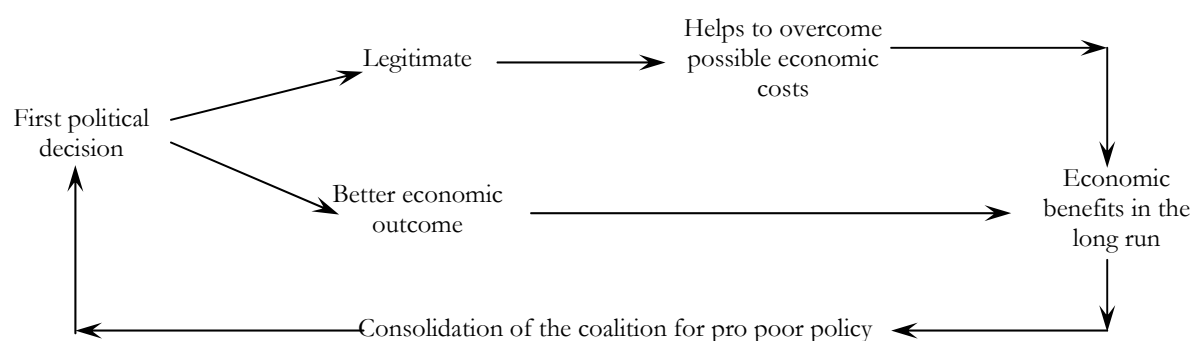 Helps to overcome
possible economic
costs
Legitimate
First political
decision
Better economic
outcome
Economic
benefits in the
long run
Consolidation of the coalition for pro poor policy